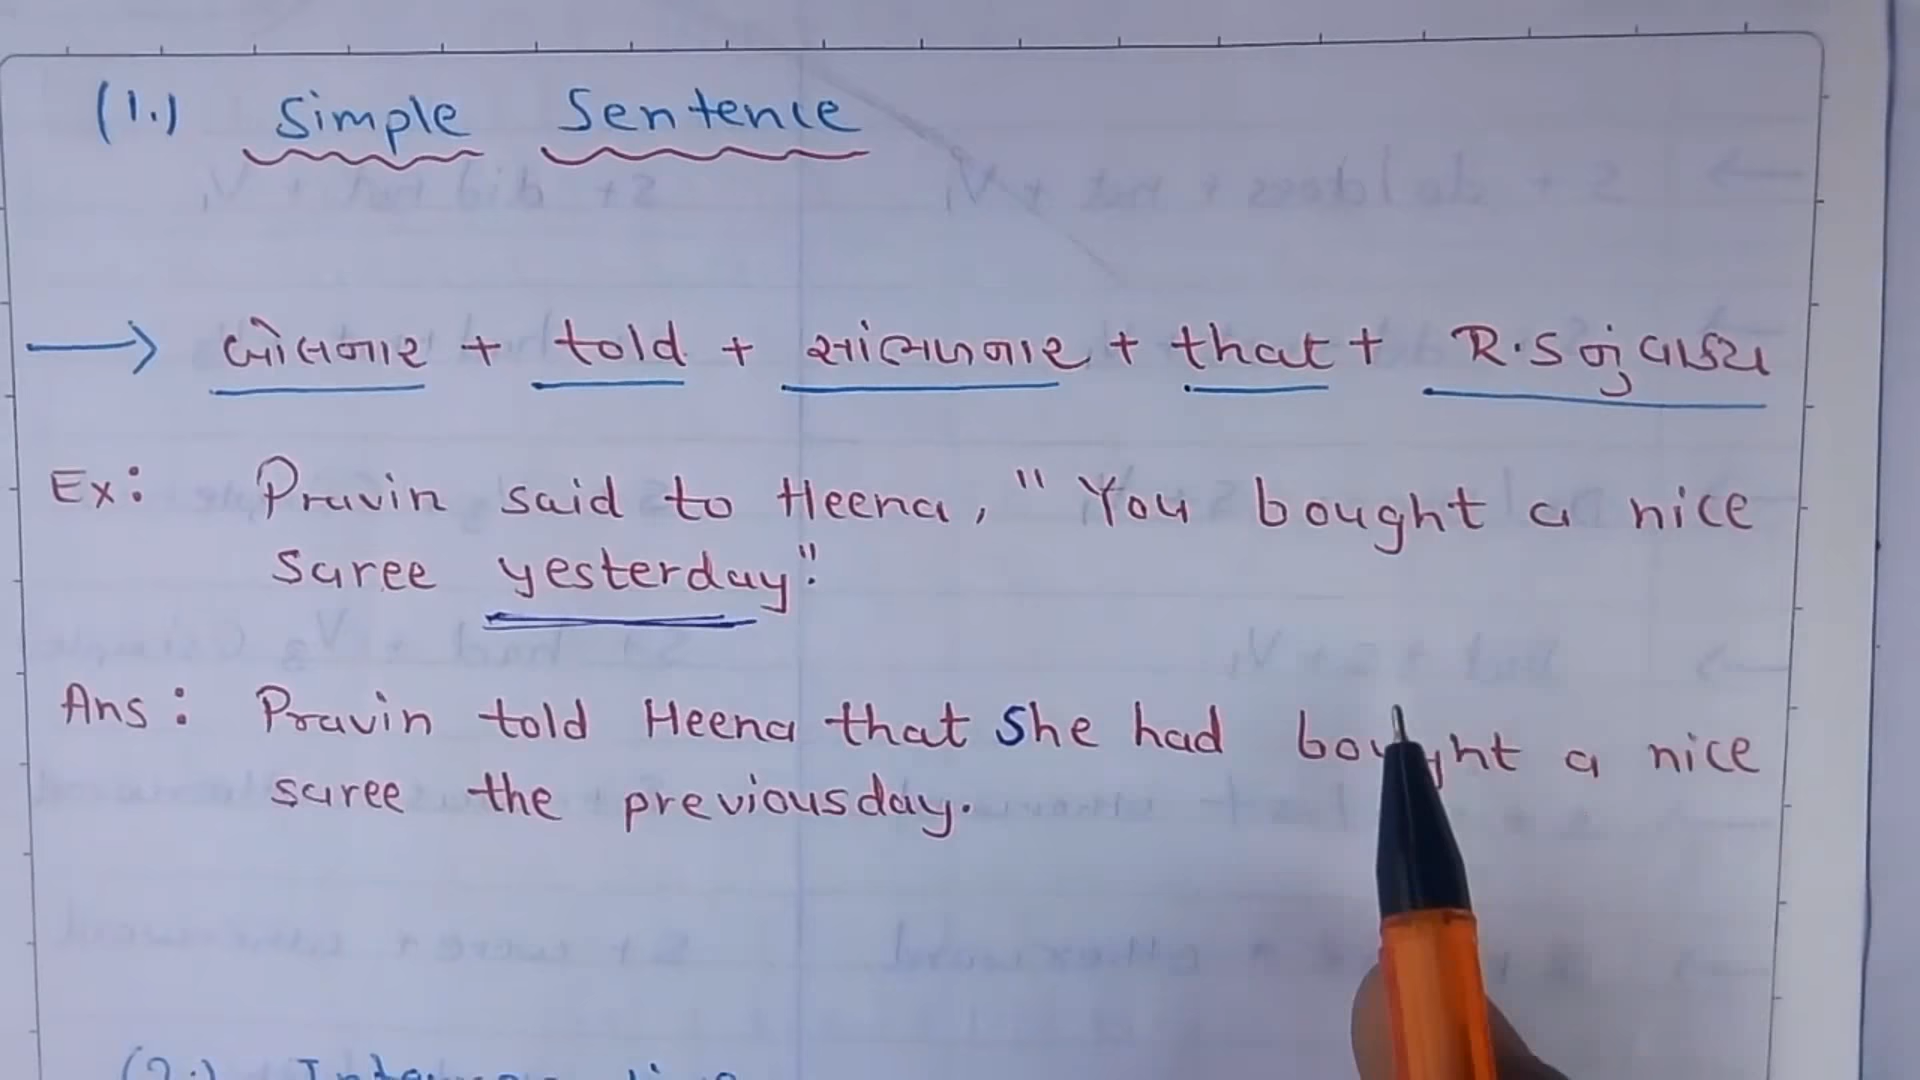 (1.) Simple Sentence
→ બોલનાર + told + સાંભળનાર + that + R.S નું વાક્ય
Ex: Pravin said to Heena, "You bought a nice
saree yesterday."
Ans: Pravin told Heena that She had bought a nice
saree the previousday.
(2.)